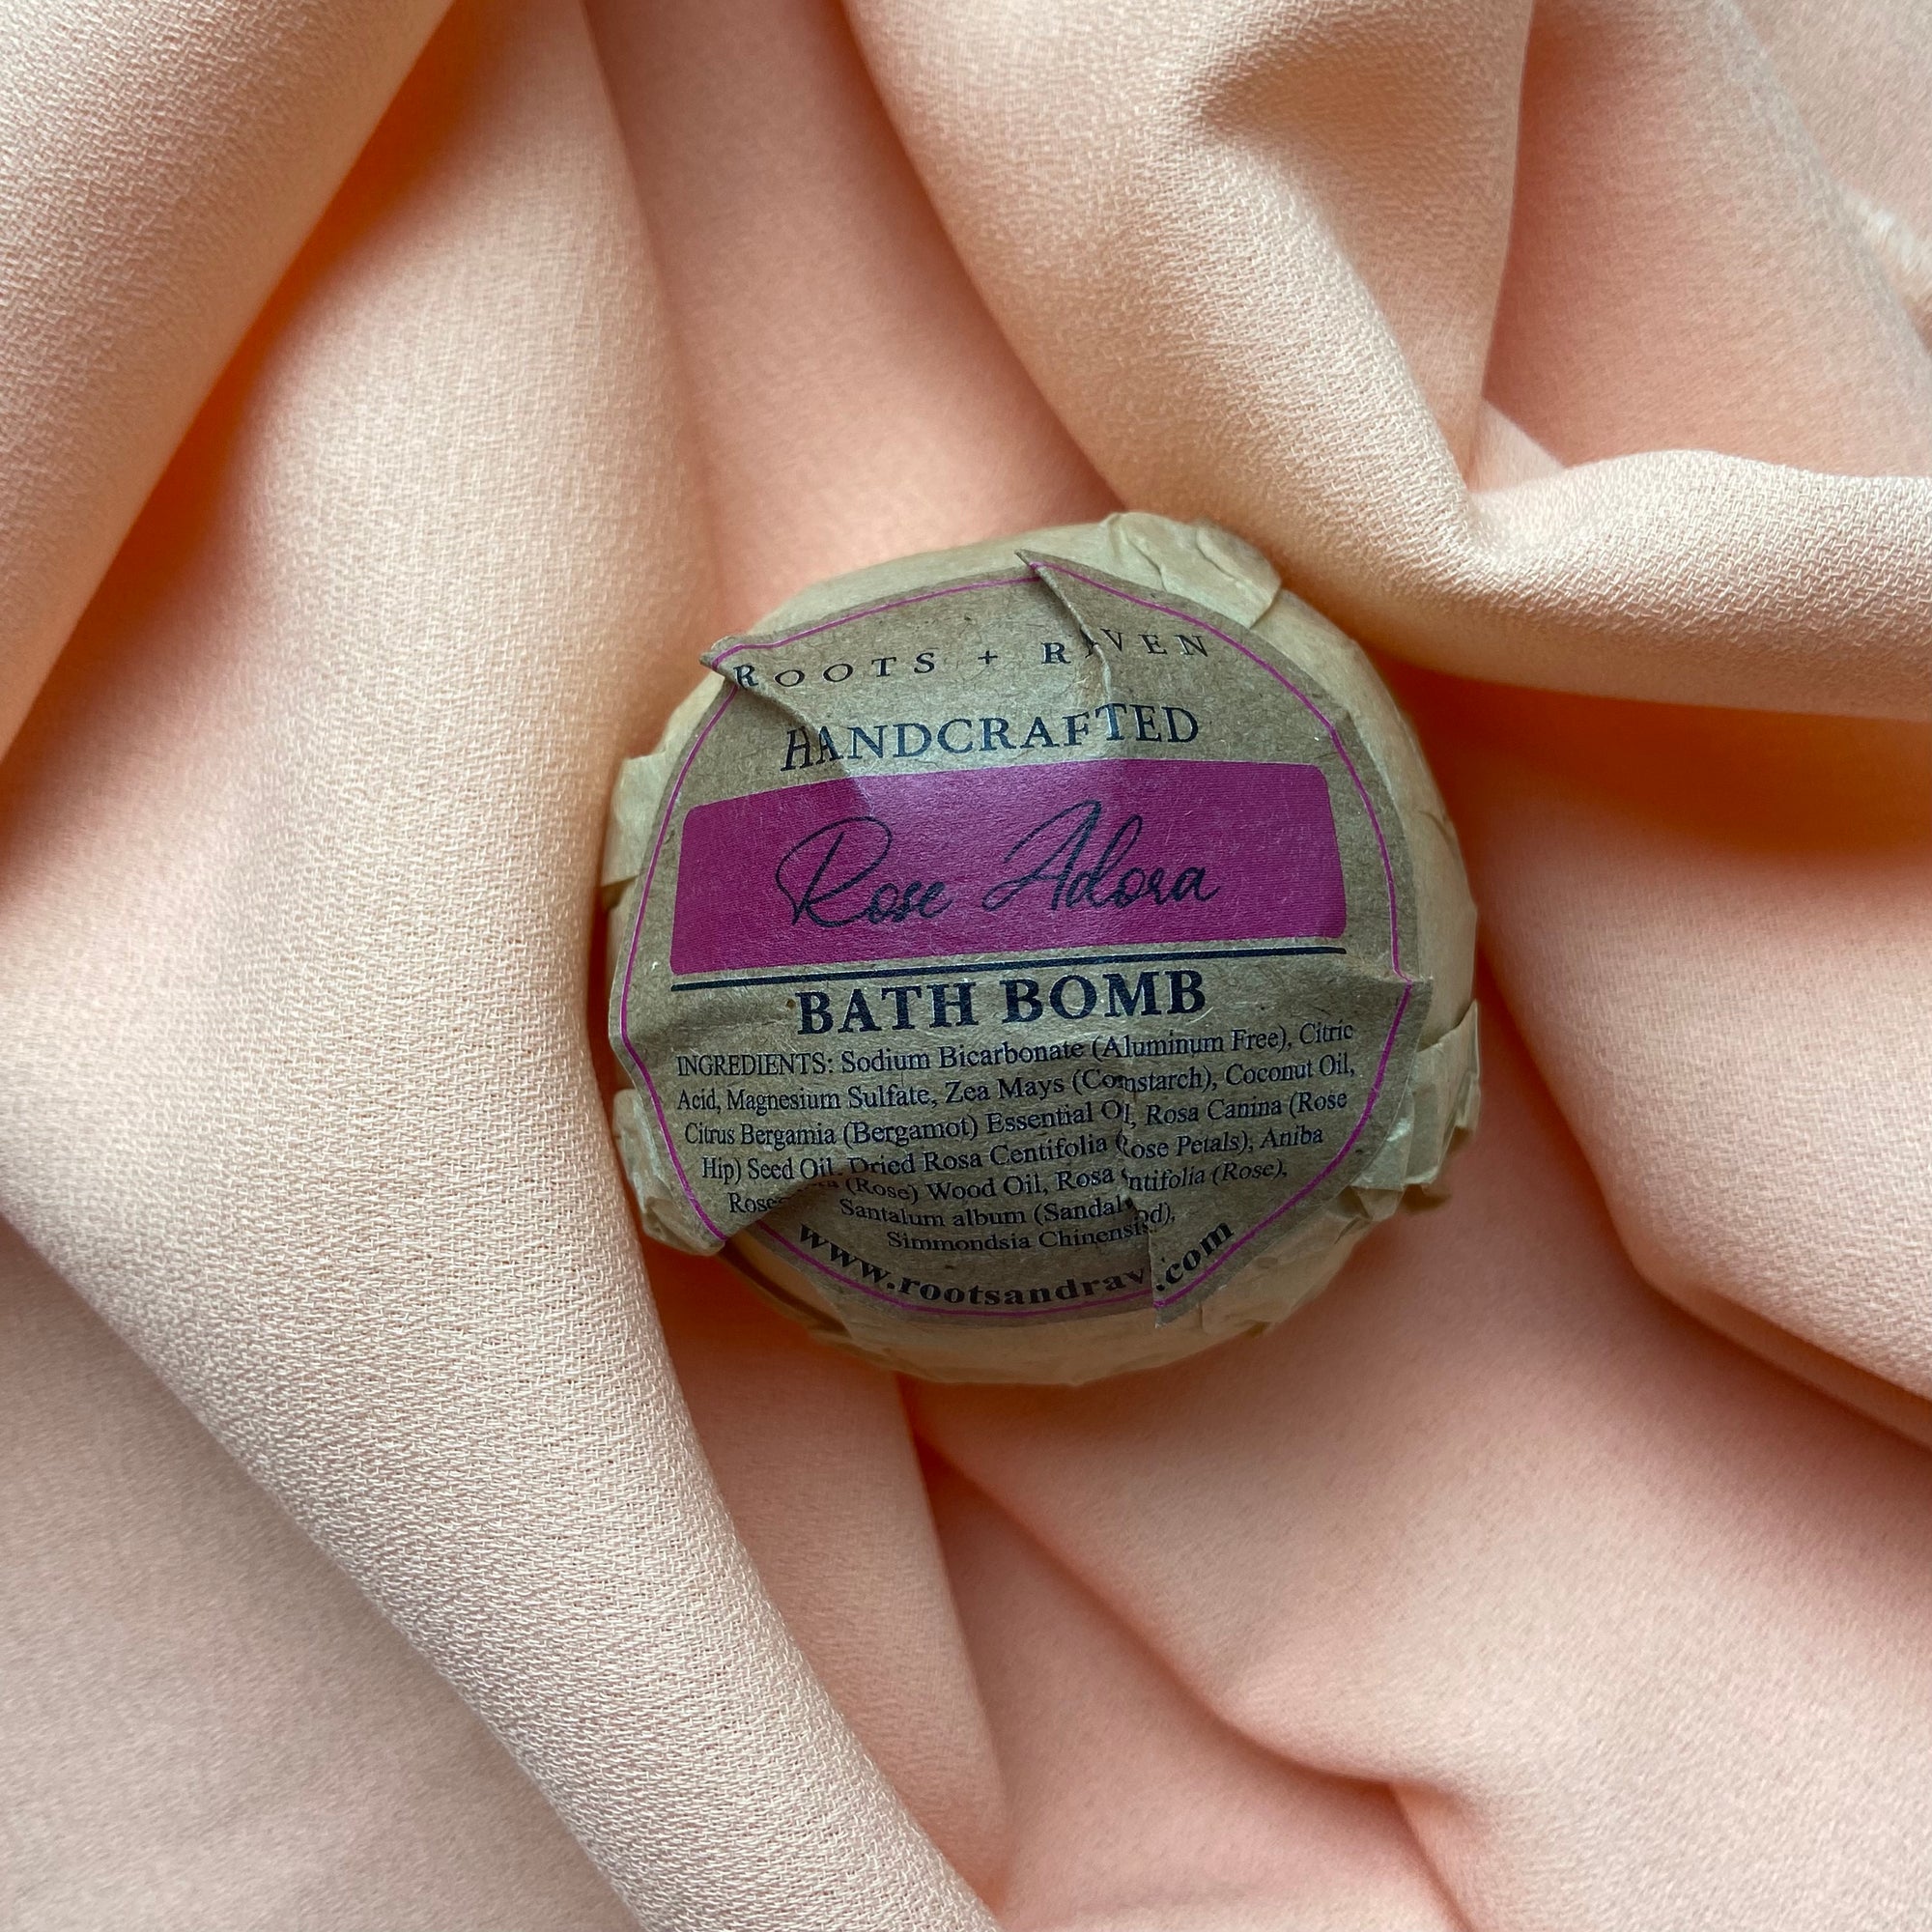 ROOTS + RAVEN
HANDCRAFTED
Rose Adora
BATH BOMB
INGREDIENTS: Sodium Bicarbonate (Aluminum Free), Citric
Acid, Magnesium Sulfate, Zea Mays (Cornstarch), Coconut Oil,
Citrus Bergamia (Bergamot) Essential Oil, Rosa Canina (Rose
Hip) Seed Oil, Dried Rosa Centifolia (Rose Petals), Aniba
(Rose) Wood Oil, Rosa Centifolia (Rose),
Santalum album (Sandalwood),
Simmondsia Chinensis